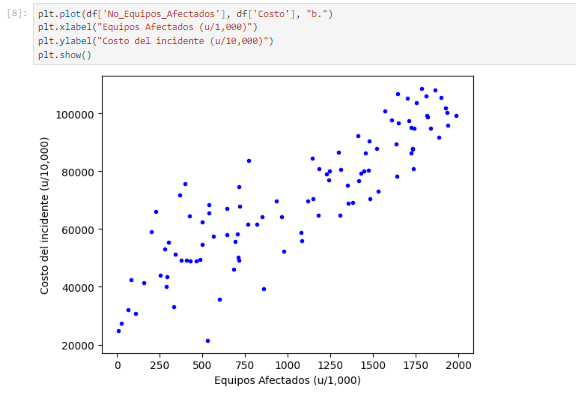 [8]: plt.plot(df['No_Equipos_Afectados'], df['Costo'], "b.")
plt.xlabel("Equipos Afectados (u/1,000)")
plt.ylabel("Costo del incidente (u/10,000)")
plt.show()
100000
80000
60000
40000
20000
Costo del incidente (u/10,000)
0 250 500 750 1000 1250 1500 1750 2000
Equipos Afectados (u/1,000)